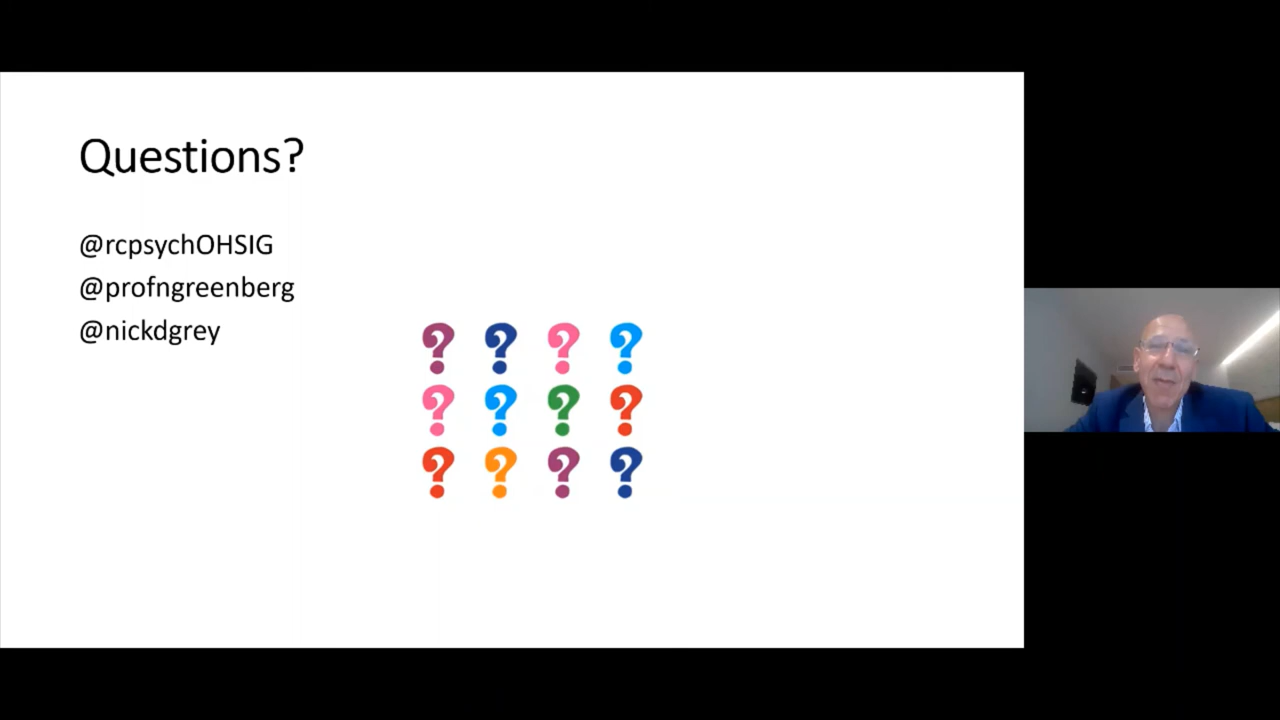 Questions?
@rcpsychOHSIG
@profngreenberg
@nickdgrey
? ? ? ?
? ? ? ?
? ? ? ?